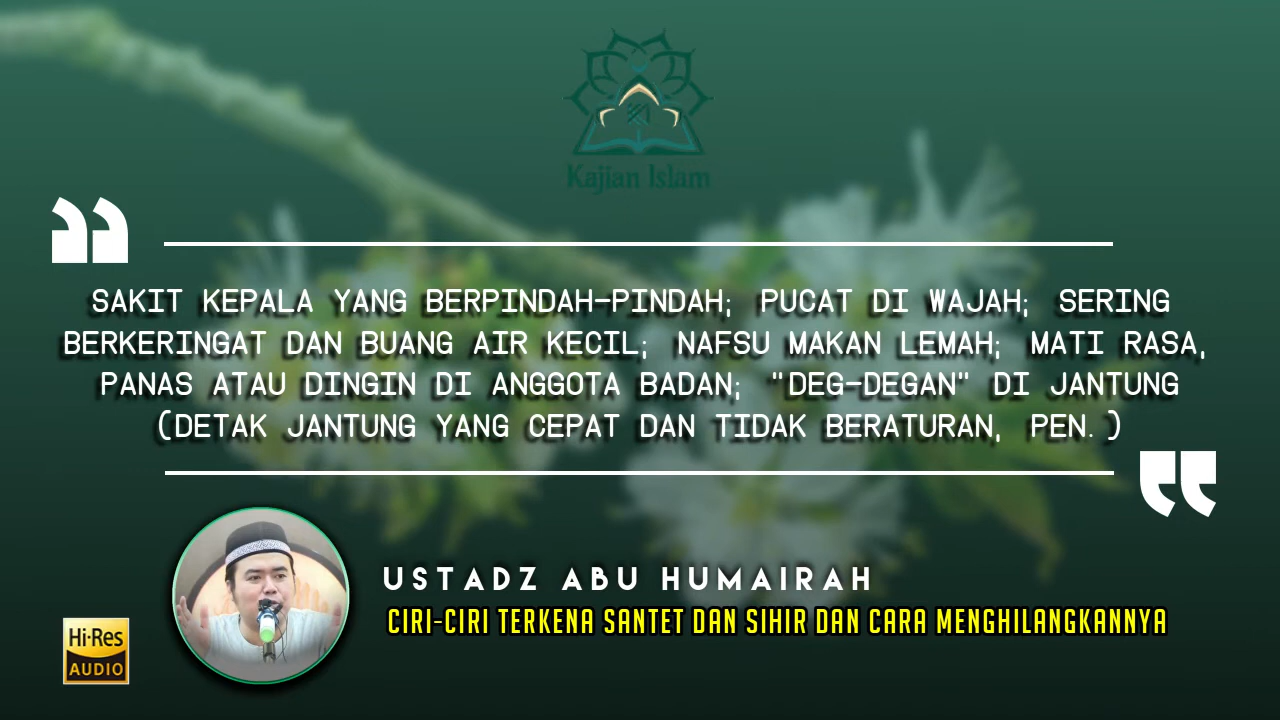 Kajian Islam
SAKIT KEPALA YANG BERPINDAH-PINDAH; PUCAT DI WAJAH; SERING
BERKERINGAT DAN BUANG AIR KECIL; NAFSU MAKAN LEMAH; MATI RASA,
PANAS ATAU DINGIN DI ANGGOTA BADAN; "DEG-DEGAN" DI JANTUNG
(DETAK JANTUNG YANG CEPAT DAN TIDAK BERATURAN, PEN.)
USTADZ ABU HUMAIRAH
CIRI-CIRI TERKENA SANTET DAN SIHIR DAN CARA MENGHILANGKANNYA
Hi-Res
AUDIO